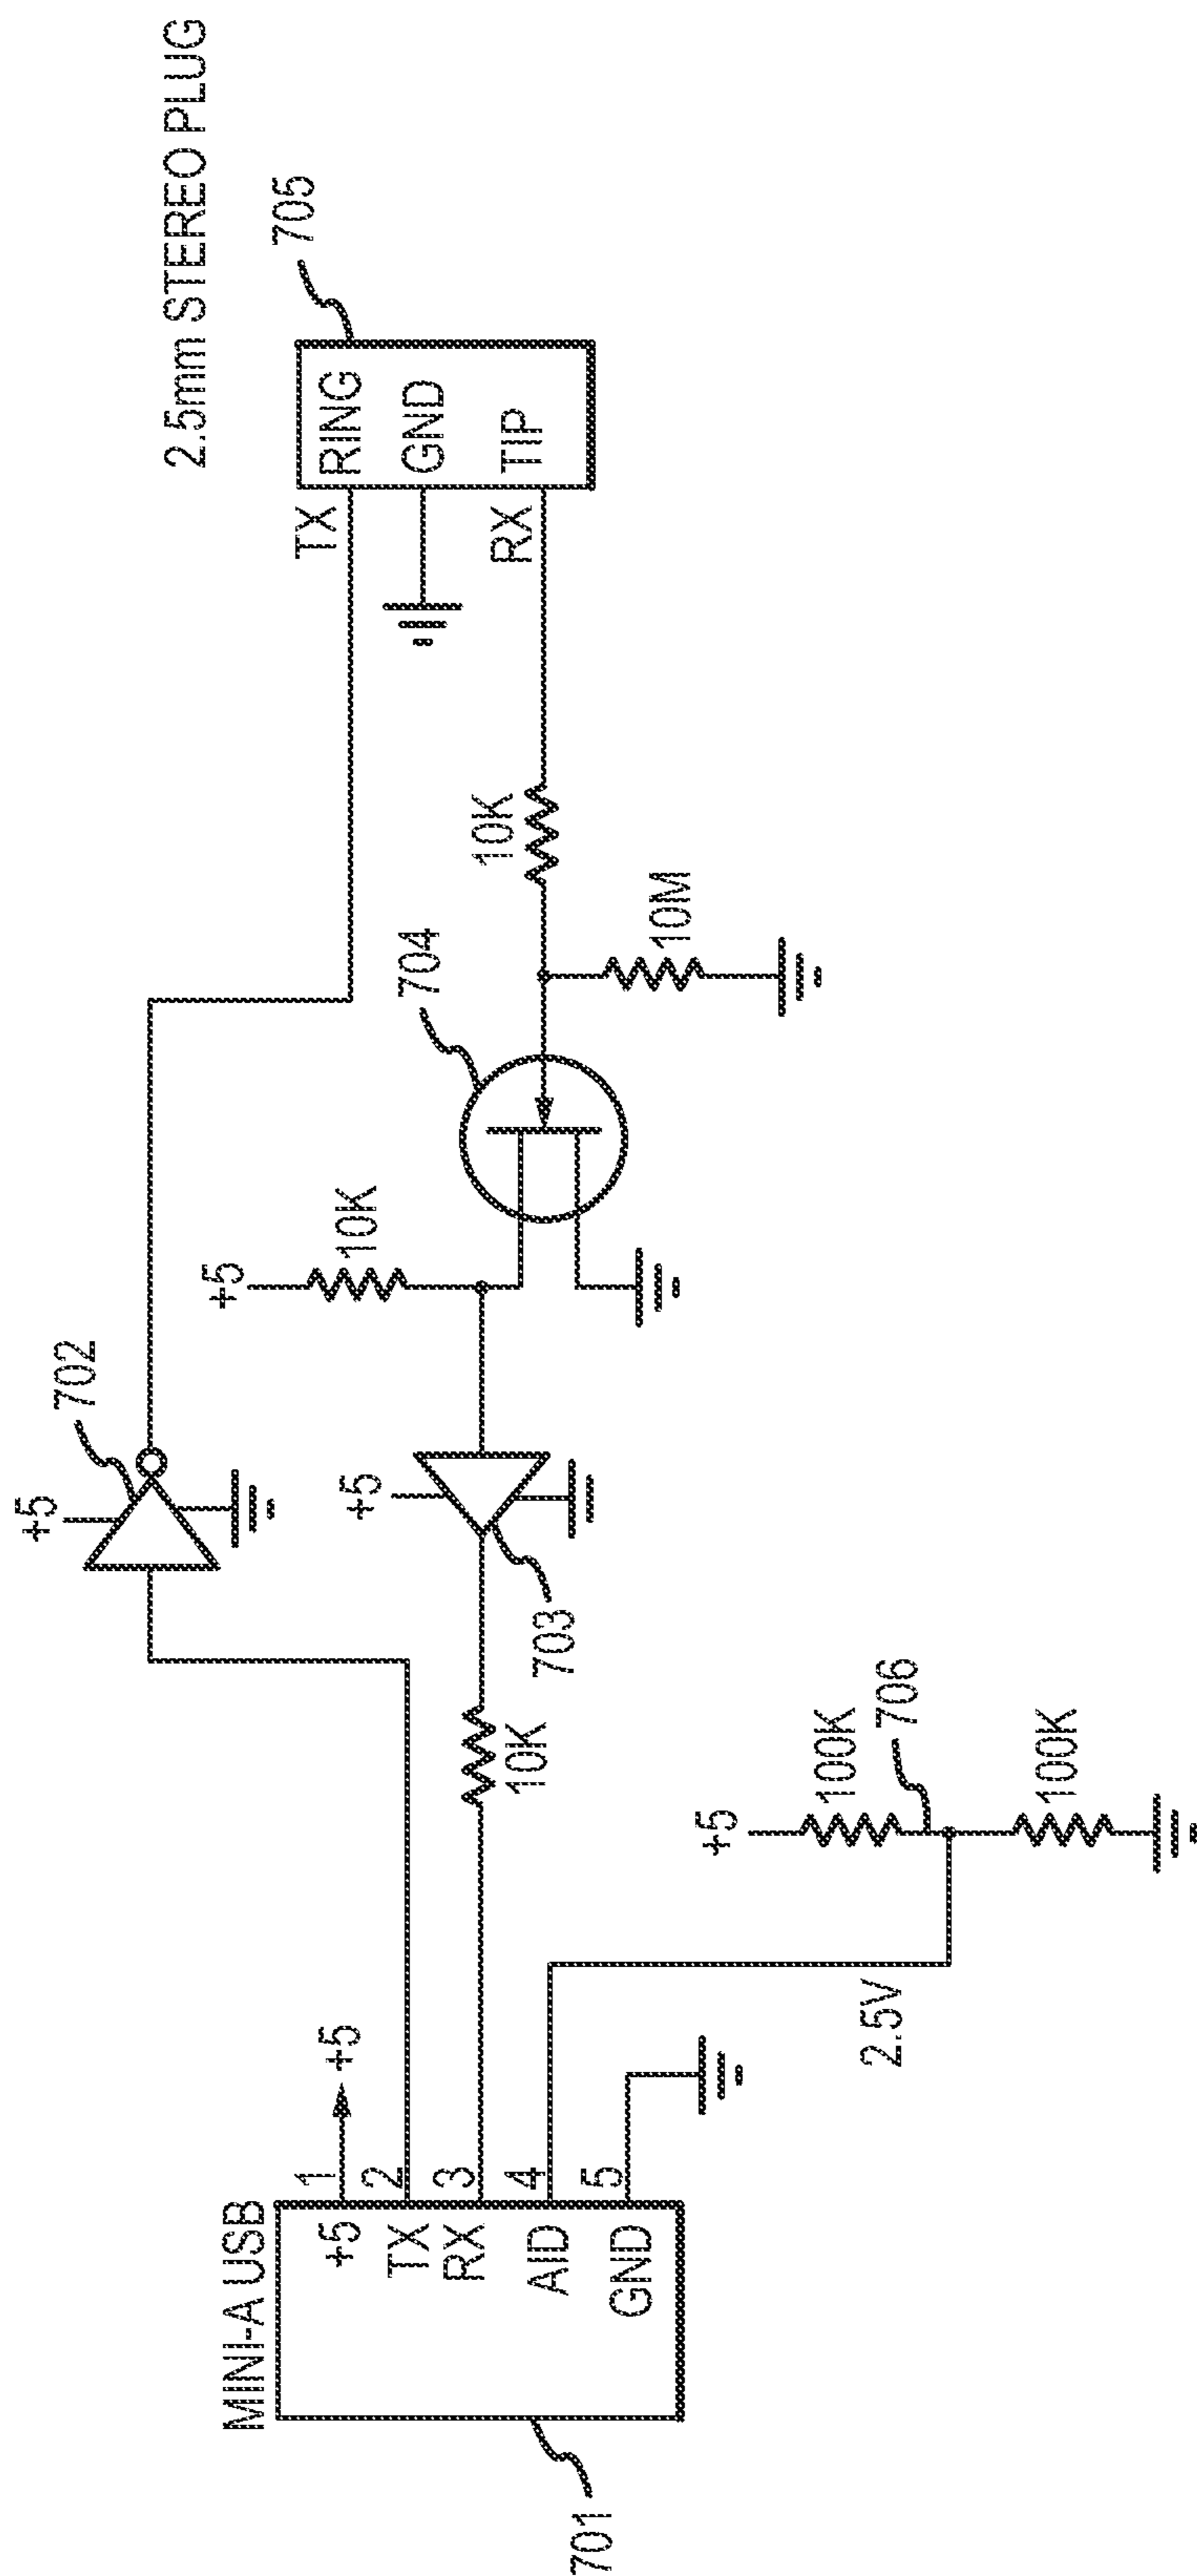 2.5mm STEREO PLUG
705
TX
RING
GND
RX
TIP
+5
702
+5
10K
704
10K
10M
+5
703
10K
MINI-A USB
+5
1
+5
TX
2
RX
3
AID
4
GND
5
2.5V
+5
100K
706
100K
701